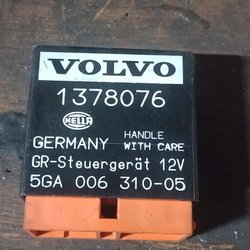 VOLVO
1378076
HELLA
GERMANY HANDLE WITH CARE
GR-Steuergerät 12V
5GA 006 310-05